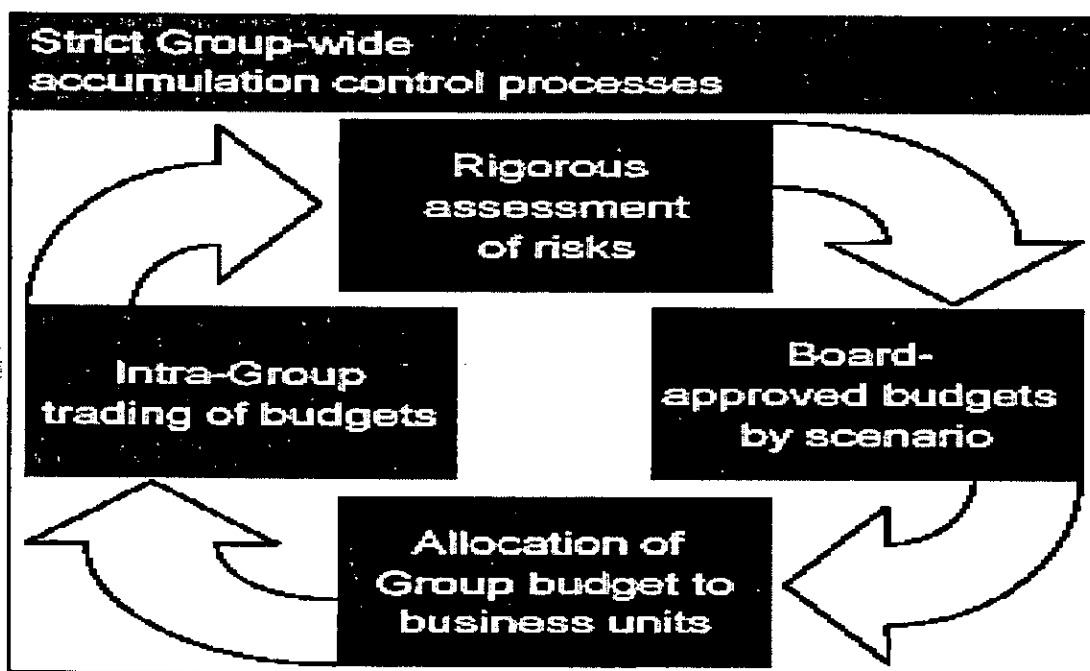 Strict Group-wide
accumulation control processes
Rigorous
assessment
of risks
Board-
approved budgets
by scenario
Allocation of
Group budget to
business units
Intra-Group
trading of budgets